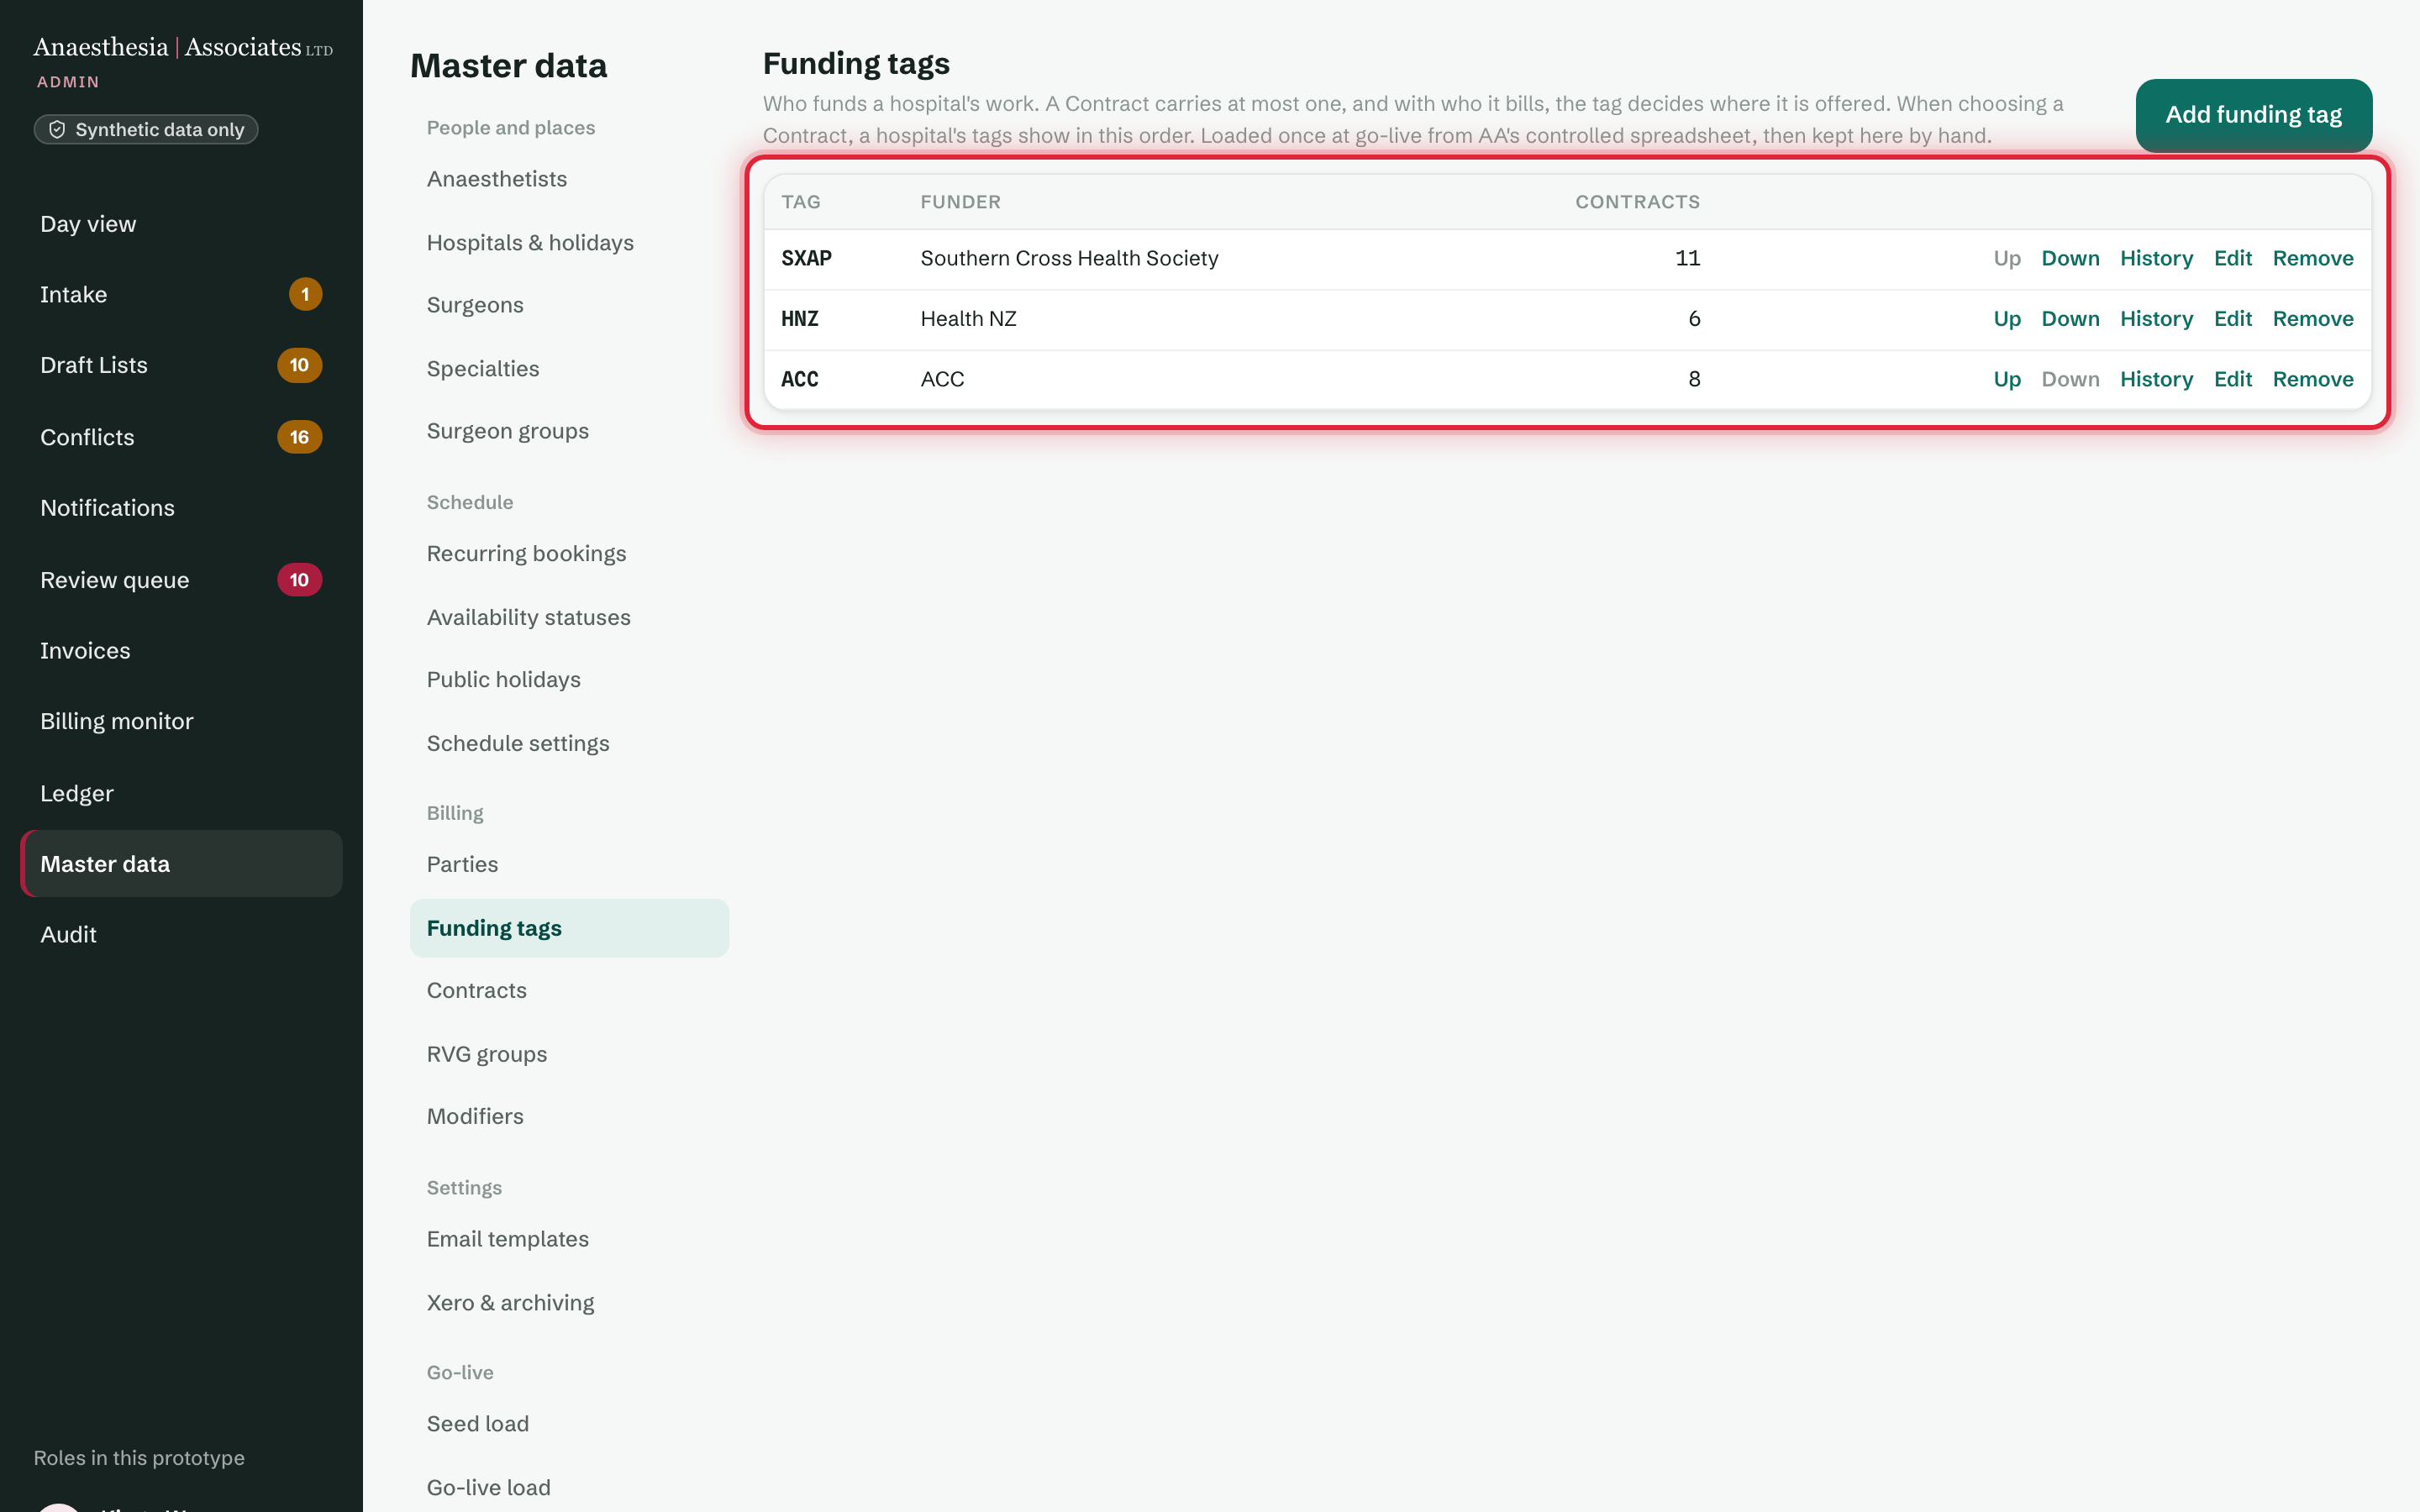 Anaesthesia | Associates LTD
ADMIN
Synthetic data only
Day view
Intake 1
Draft Lists 10
Conflicts 16
Notifications
Review queue 10
Invoices
Billing monitor
Ledger
Master data
Audit
Roles in this prototype
Master data
People and places
Anaesthetists
Hospitals & holidays
Surgeons
Specialties
Surgeon groups
Schedule
Recurring bookings
Availability statuses
Public holidays
Schedule settings
Billing
Parties
Funding tags
Contracts
RVG groups
Modifiers
Settings
Email templates
Xero & archiving
Go-live
Seed load
Go-live load
Funding tags
Who funds a hospital's work. A Contract carries at most one, and with who it bills, the tag decides where it is offered. When choosing a
Contract, a hospital's tags show in this order. Loaded once at go-live from AA's controlled spreadsheet, then kept here by hand.
Add funding tag
TAG FUNDER CONTRACTS
SXAP Southern Cross Health Society 11 Up Down History Edit Remove
HNZ Health NZ 6 Up Down History Edit Remove
ACC ACC 8 Up Down History Edit Remove